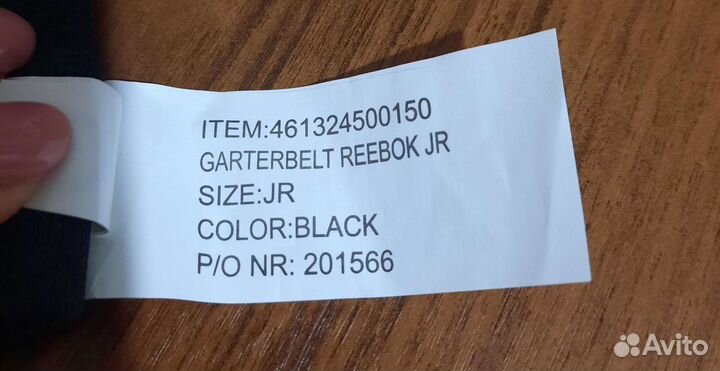 ITEM:461324500150
GARTERBELT REEBOK JR
SIZE:JR
COLOR:BLACK
P/O NR: 201566
Avito